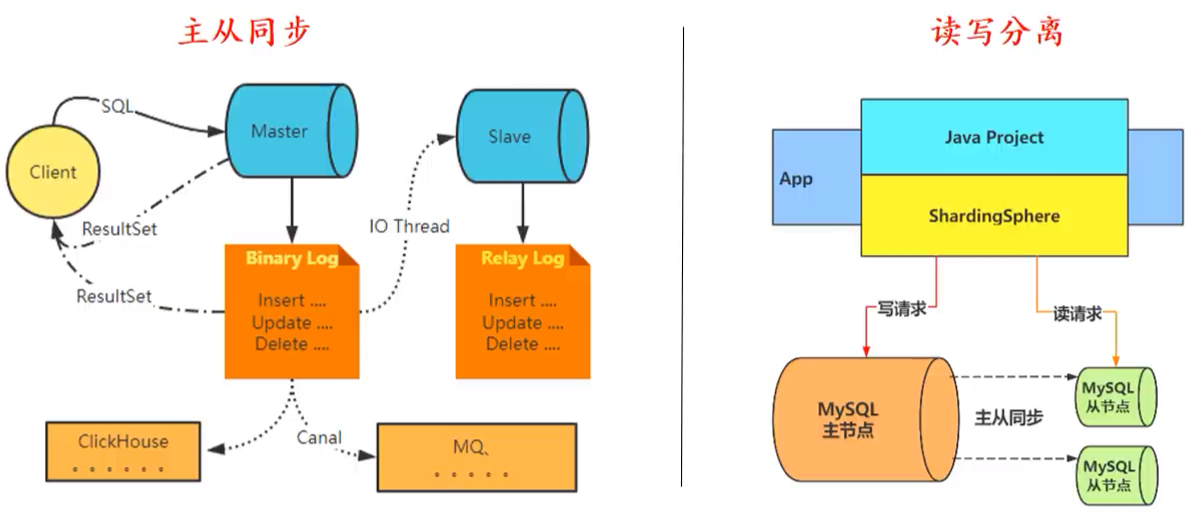 主从同步
SQL
Master
Slave
Client
ResultSet
IO Thread
Binary Log
Insert ....
Update ....
Delete ....
Relay Log
Insert ....
Update ....
Delete ....
ResultSet
ClickHouse
。。。。。。
Canal
MQ、
。。。。。
读写分离
Java Project
App
ShardingSphere
写请求
读请求
MySQL
主节点
主从同步
MySQL
从节点
MySQL
从节点